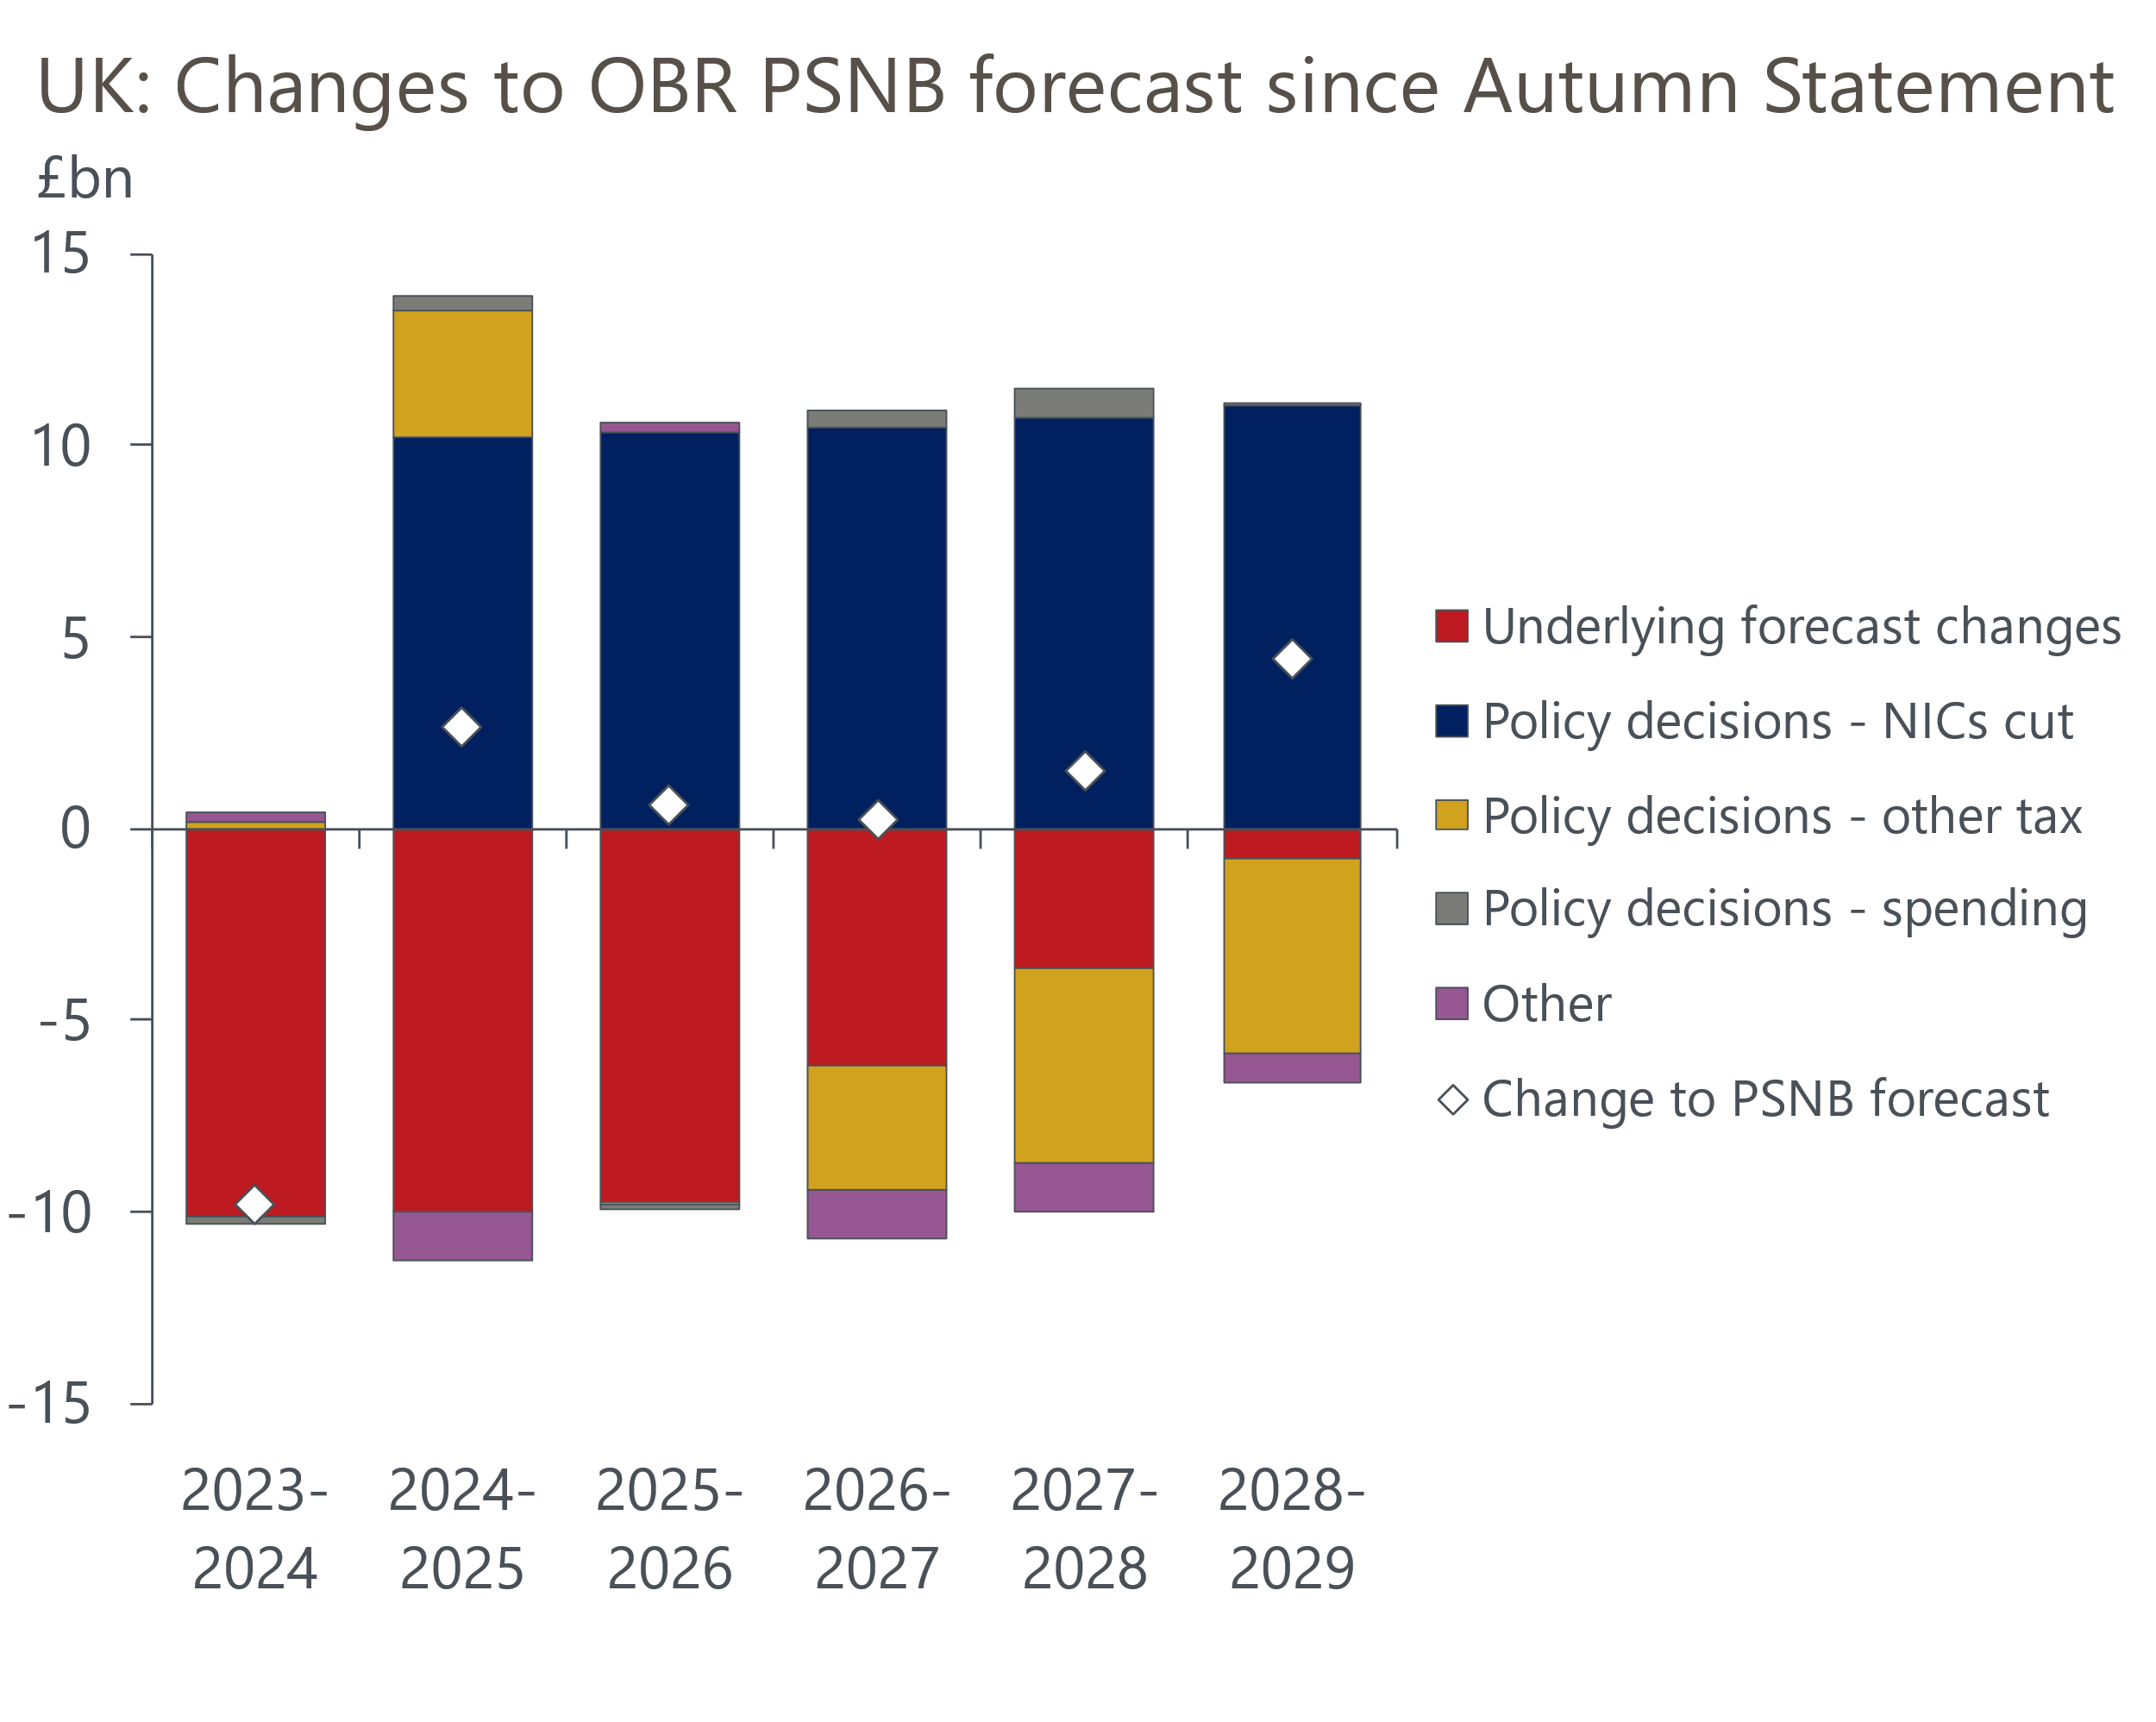 UK: Changes to OBR PSNB forecast since Autumn Statement
£bn
15
10
5
0
-5
-10
-15
2023-
2024
2024-
2025
2025-
2026
2026-
2027
2027-
2028
2028-
2029
Underlying forecast changes
Policy decisions - NICs cut
Policy decisions - other tax
Policy decisions - spending
Other
Change to PSNB forecast